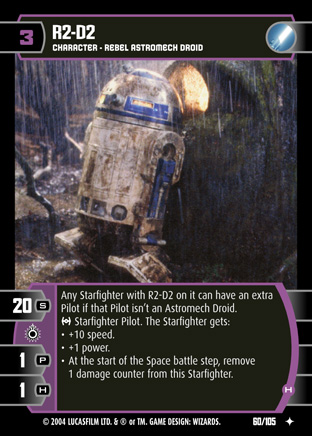 3
R2-D2
CHARACTER • REBEL ASTROMECH DROID
20 S
Any Starfighter with R2-D2 on it can have an extra
Pilot if that Pilot isn't an Astromech Droid.
Starfighter Pilot. The Starfighter gets:
• +10 speed.
• +1 power.
• At the start of the Space battle step, remove
1 damage counter from this Starfighter.
1 P
1 H
H
© 2004 LUCASFILM LTD. & ® or TM. GAME DESIGN: WIZARDS.
60/105